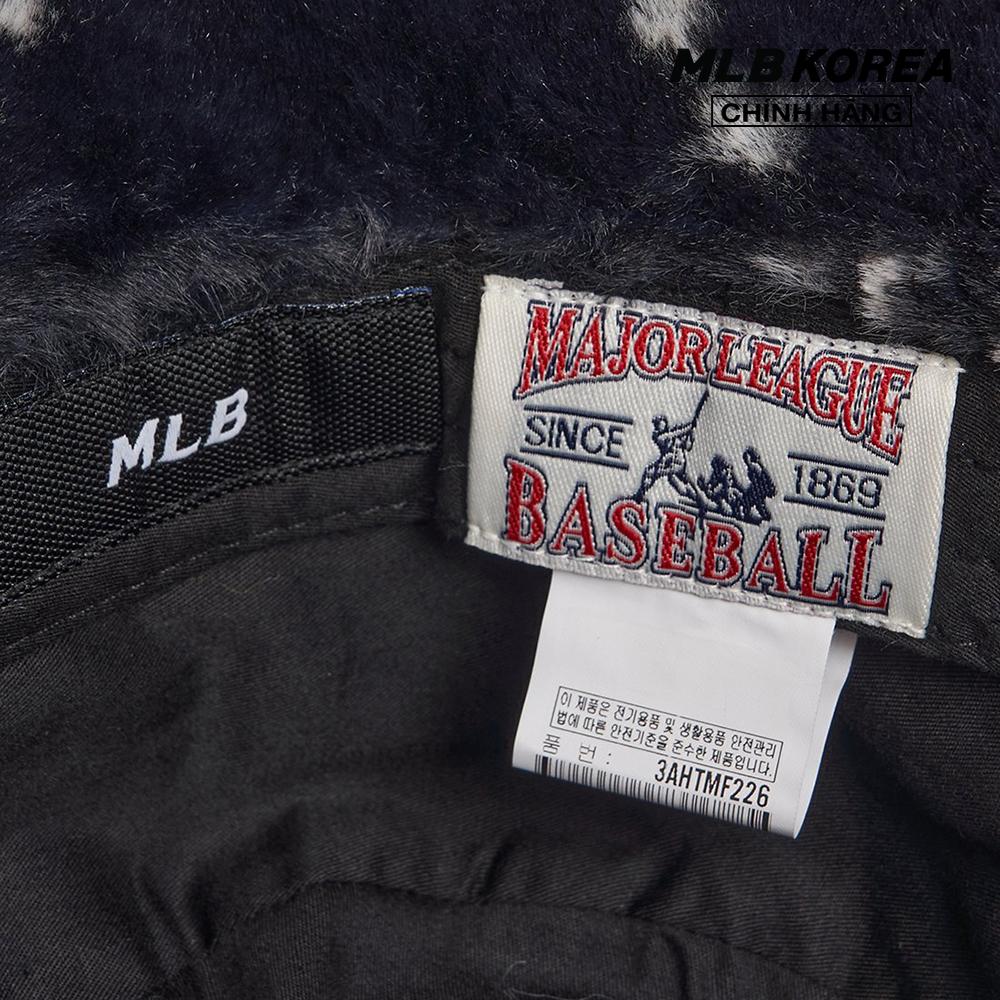 MLB KOREA
CHÍNH HÃNG
MLB
MAJOR LEAGUE
SINCE
1869
BASEBALL
이 제품은 전기용품 및 생활용품 안전관리
법에 따른 안전기준을 준수한 제품입니다.
품 번 : 3AHTMF226